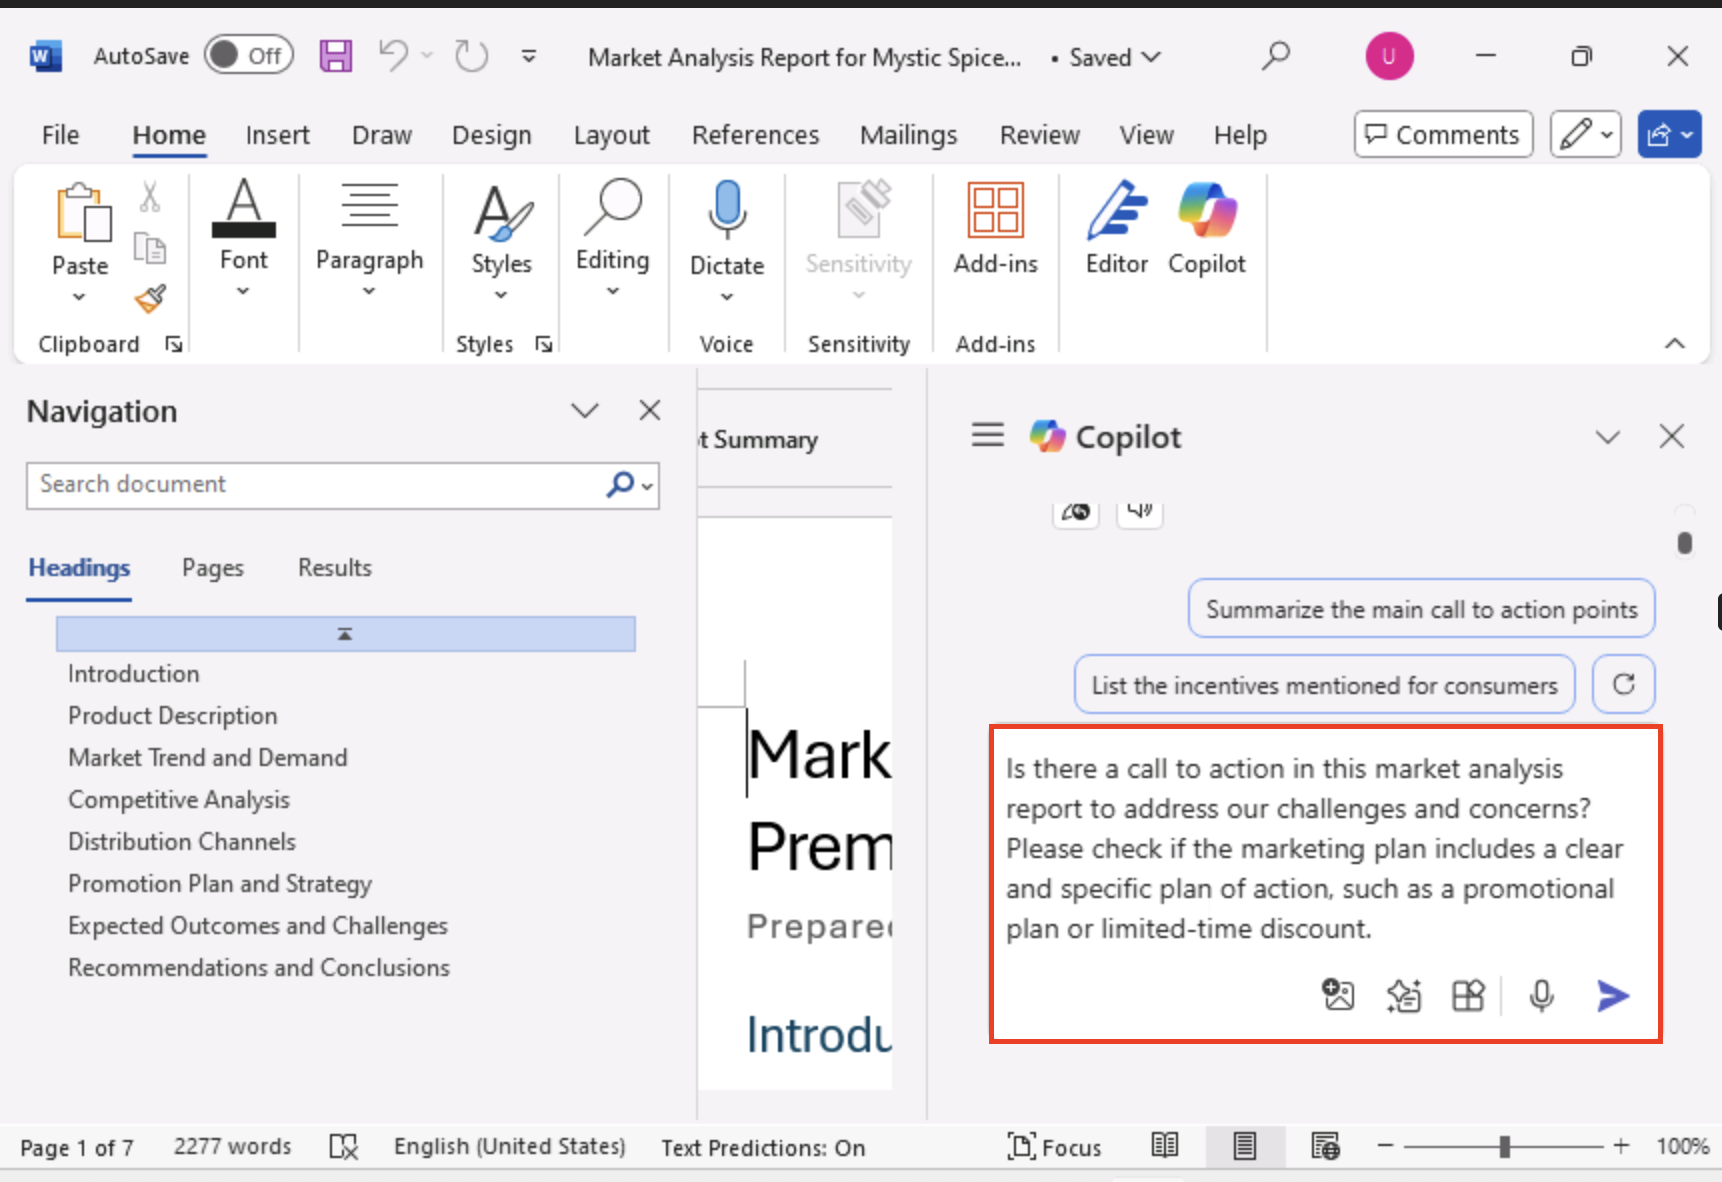 AutoSave Off Market Analysis Report for Mystic Spice... • Saved U
File Home Insert Draw Design Layout References Mailings Review View Help Comments
Paste Font Paragraph Styles Editing Dictate Sensitivity Add-ins Editor Copilot
Clipboard Styles Voice Sensitivity Add-ins
Navigation
Search document
Headings Pages Results
Introduction
Product Description
Market Trend and Demand
Competitive Analysis
Distribution Channels
Promotion Plan and Strategy
Expected Outcomes and Challenges
Recommendations and Conclusions
t Summary
Mark
Prem
Prepared
Introdu
Copilot
Summarize the main call to action points
List the incentives mentioned for consumers
Is there a call to action in this market analysis
report to address our challenges and concerns?
Please check if the marketing plan includes a clear
and specific plan of action, such as a promotional
plan or limited-time discount.
Page 1 of 7 2277 words English (United States) Text Predictions: On Focus 100%